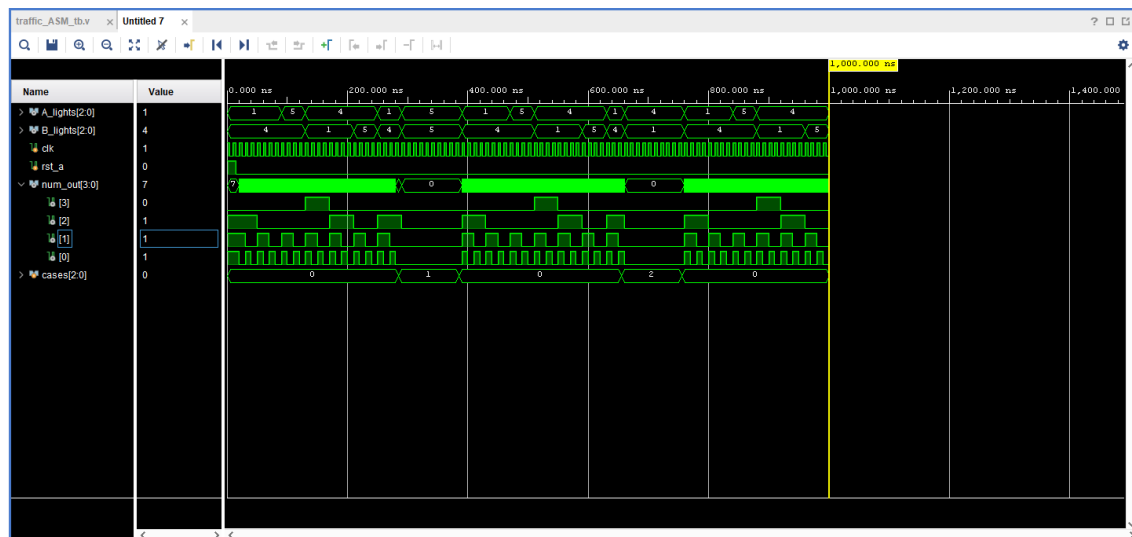 traffic_ASM_tb.v × Untitled 7 ×
1,000.000 ns
Name Value 0.000 ns 200.000 ns 400.000 ns 600.000 ns 800.000 ns 1,000.000 ns 1,200.000 ns 1,400.000
A_lights[2:0] 1 1 5 4 1 5 1 5 4 1 4 1 5 4
B_lights[2:0] 4 4 1 5 4 5 4 1 5 4 1 4 1 5
clk 1
rst_a 0
num_out[3:0] 7 7 0 0
[3] 0
[2] 1
[1] 1
[0] 1
cases[2:0] 0 0 1 0 2 0